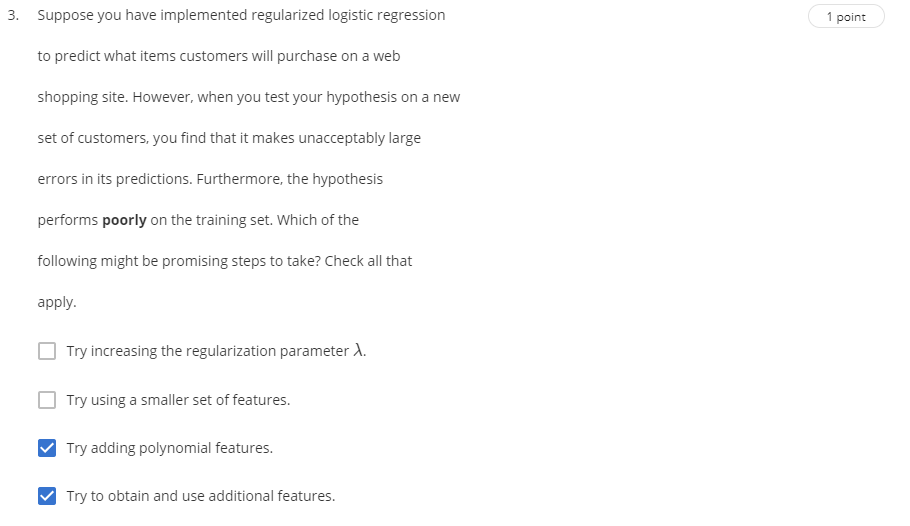 3. Suppose you have implemented regularized logistic regression 1 point
to predict what items customers will purchase on a web
shopping site. However, when you test your hypothesis on a new
set of customers, you find that it makes unacceptably large
errors in its predictions. Furthermore, the hypothesis
performs poorly on the training set. Which of the
following might be promising steps to take? Check all that
apply.
Try increasing the regularization parameter λ.
Try using a smaller set of features.
Try adding polynomial features.
Try to obtain and use additional features.